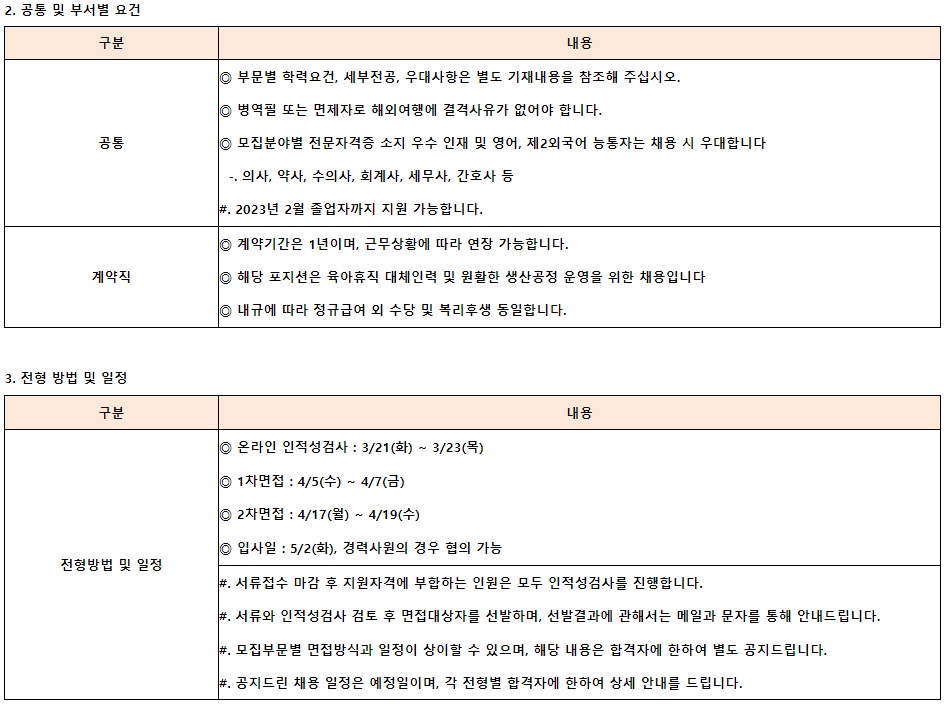 2. 공통 및 부서별 요건
구분 내용
◎ 부문별 학력요건, 세부전공, 우대사항은 별도 기재내용을 참조해 주십시오.
◎ 병역필 또는 면제자로 해외여행에 결격사유가 없어야 합니다.
공통
◎ 모집분야별 전문자격증 소지 우수 인재 및 영어, 제2외국어 능통자는 채용 시 우대합니다
-. 의사, 약사, 수의사, 회계사, 세무사, 간호사 등
#. 2023년 2월 졸업자까지 지원 가능합니다.
◎ 계약기간은 1년이며, 근무상황에 따라 연장 가능합니다.
계약직
◎ 해당 포지션은 육아휴직 대체인력 및 원활한 생산공정 운영을 위한 채용입니다
◎ 내규에 따라 정규급여 외 수당 및 복리후생 동일합니다.
3. 전형 방법 및 일정
구분 내용
◎ 온라인 인적성검사 : 3/21(화) ~ 3/23(목)
◎ 1차면접 : 4/5(수) ~ 4/7(금)
◎ 2차면접 : 4/17(월) ~ 4/19(수)
◎ 입사일 : 5/2(화), 경력사원의 경우 협의 가능
전형방법 및 일정
#. 서류접수 마감 후 지원자격에 부합하는 인원은 모두 인적성검사를 진행합니다.
#. 서류와 인적성검사 검토 후 면접대상자를 선발하며, 선발결과에 관해서는 메일과 문자를 통해 안내드립니다.
#. 모집부문별 면접방식과 일정이 상이할 수 있으며, 해당 내용은 합격자에 한하여 별도 공지드립니다.
#. 공지드린 채용 일정은 예정일이며, 각 전형별 합격자에 한하여 상세 안내를 드립니다.